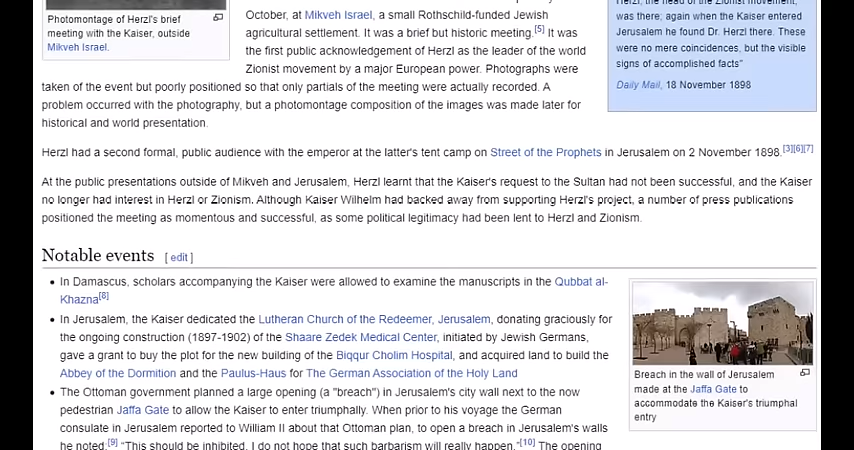 Photomontage of Herzl's brief
meeting with the Kaiser, outside
Mikveh Israel.
October, at Mikveh Israel, a small Rothschild-funded Jewish
agricultural settlement. It was a brief but historic meeting.[5] It was
the first public acknowledgement of Herzl as the leader of the world
Zionist movement by a major European power. Photographs were
taken of the event but poorly positioned so that only partials of the meeting were actually recorded. A
problem occurred with the photography, but a photomontage composition of the images was made later for
historical and world presentation.
Herzl, the head of the Zionist movement,
was there; again when the Kaiser entered
Jerusalem he found Dr. Herzl there. These
were no mere coincidences, but the visible
signs of accomplished facts"
Daily Mail, 18 November 1898
Herzl had a second formal, public audience with the emperor at the latter's tent camp on Street of the Prophets in Jerusalem on 2 November 1898.[3][6][7]
At the public presentations outside of Mikveh and Jerusalem, Herzl learnt that the Kaiser's request to the Sultan had not been successful, and the Kaiser
no longer had interest in Herzl or Zionism. Although Kaiser Wilhelm had backed away from supporting Herzl's project, a number of press publications
positioned the meeting as momentous and successful, as some political legitimacy had been lent to Herzl and Zionism.
Notable events [ edit ]
• In Damascus, scholars accompanying the Kaiser were allowed to examine the manuscripts in the Qubbat al-
Khazna[8]
• In Jerusalem, the Kaiser dedicated the Lutheran Church of the Redeemer, Jerusalem, donating graciously for
the ongoing construction (1897-1902) of the Shaare Zedek Medical Center, initiated by Jewish Germans,
gave a grant to buy the plot for the new building of the Biqqur Cholim Hospital, and acquired land to build the
Abbey of the Dormition and the Paulus-Haus for The German Association of the Holy Land
• The Ottoman government planned a large opening (a "breach") in Jerusalem's city wall next to the now
pedestrian Jaffa Gate to allow the Kaiser to enter triumphally. When prior to his voyage the German
consulate in Jerusalem reported to William II about that Ottoman plan, to open a breach in Jerusalem's walls
he noted:[9] "This should be inhibited. I do not hope that such barbarism will really happen."[10] The opening
Breach in the wall of Jerusalem
made at the Jaffa Gate to
accommodate the Kaiser's triumphal
entry